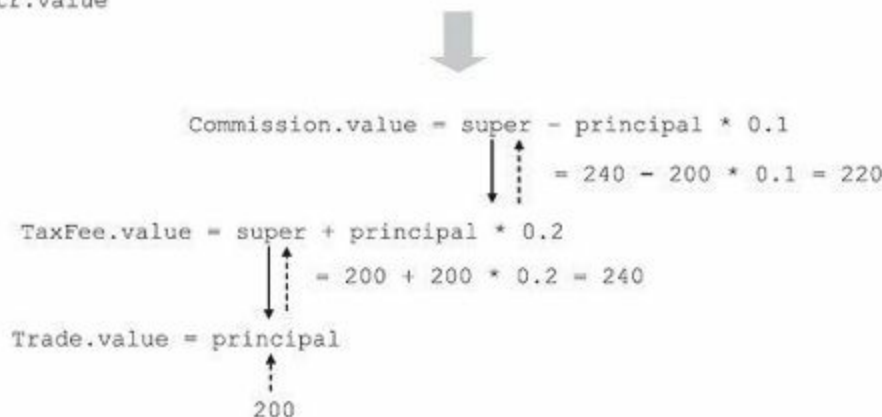 Commission.value = super - principal * 0.1
= 240 - 200 * 0.1 = 220
TaxFee.value = super + principal * 0.2
= 200 + 200 * 0.2 = 240
Trade.value = principal
200